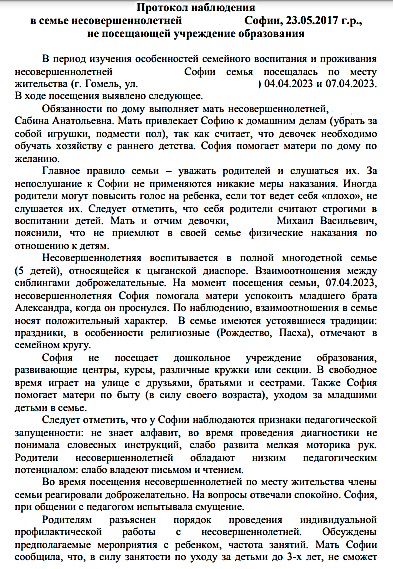 Протокол наблюдения
в семье несовершеннолетней Софии, 23.05.2017 г.р.,
не посещающей учреждение образования
В период изучения особенностей семейного воспитания и проживания
несовершеннолетней Софии семья посещалась по месту
жительства (г. Гомель, ул. ) 04.04.2023 и 07.04.2023.
В ходе посещения выявлено следующее.
Обязанности по дому выполняет мать несовершеннолетней,
Сабина Анатольевна. Мать привлекает Софию к домашним делам (убрать за
собой игрушки, подмести пол), так как считает, что девочек необходимо
обучать хозяйству с раннего детства. София помогает матери по дому по
желанию.
Главное правило семьи – уважать родителей и слушаться их. За
непослушание к Софии не применяются никакие меры наказания. Иногда
родители могут повысить голос на ребенка, если тот ведет себя «плохо», не
слушается их. Следует отметить, что себя родители считают строгими в
воспитании детей. Мать и отчим девочки, Михаил Васильевич,
пояснили, что не приемлют в своей семье физические наказания по
отношению к детям.
Несовершеннолетняя воспитывается в полной многодетной семье
(5 детей), относящейся к цыганской диаспоре. Взаимоотношения между
сиблингами доброжелательные. На момент посещения семьи, 07.04.2023,
несовершеннолетняя София помогала матери успокоить младшего брата
Александра, когда он проснулся. По наблюдению, взаимоотношения в семье
носят положительный характер. В семье имеются устоявшиеся традиции:
праздники, в особенности религиозные (Рождество, Пасха), отмечают в
семейном кругу.
София не посещает дошкольное учреждение образования,
развивающие центры, курсы, различные кружки или секции. В свободное
время играет на улице с друзьями, братьями и сестрами. Также София
помогает матери по быту (в силу своего возраста), уходом за младшими
детьми в семье.
Следует отметить, что у Софии наблюдаются признаки педагогической
запущенности: не знает алфавит, во время проведения диагностики не
понимала словесных инструкций, слабо развита мелкая моторика рук.
Родители несовершеннолетней обладают низким педагогическим
потенциалом: слабо владеют письмом и чтением.
Во время посещения несовершеннолетней по месту жительства члены
семьи реагировали доброжелательно. На вопросы отвечали спокойно. София,
при общении с педагогом испытывала смущение.
Родителям разъяснен порядок проведения индивидуальной
профилактической работы с несовершеннолетней. Обсуждены
предполагаемые мероприятия с ребенком, частота занятий. Мать Софии
сообщила, что, в силу занятости по уходу за детьми до 3-х лет, не сможет